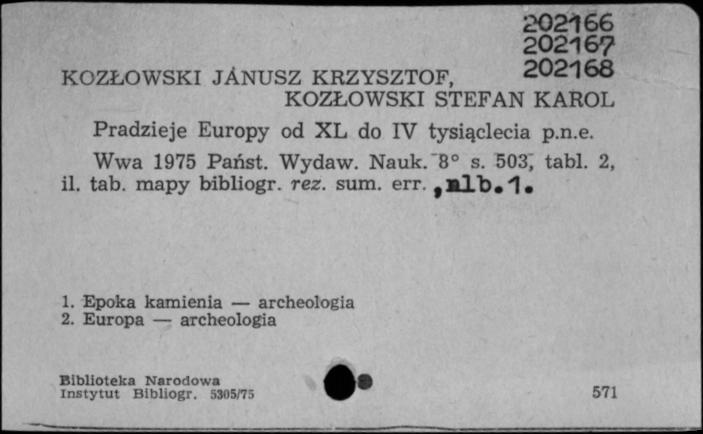 202166
202167
202168
KOZŁOWSKI JANUSZ KRZYSZTOF,
KOZŁOWSKI STEFAN KAROL
Pradzieje Europy od XL do IV tysiąclecia p.n.e.
Wwa 1975 Państ. Wydaw. Nauk. 8° s. 503, tabl. 2,
il. tab. mapy bibliogr. rez. sum. err. , nlb. 1.
1. Epoka kamienia — archeologia
2. Europa — archeologia
Biblioteka Narodowa
Instytut Bibliogr. 5305/75
571